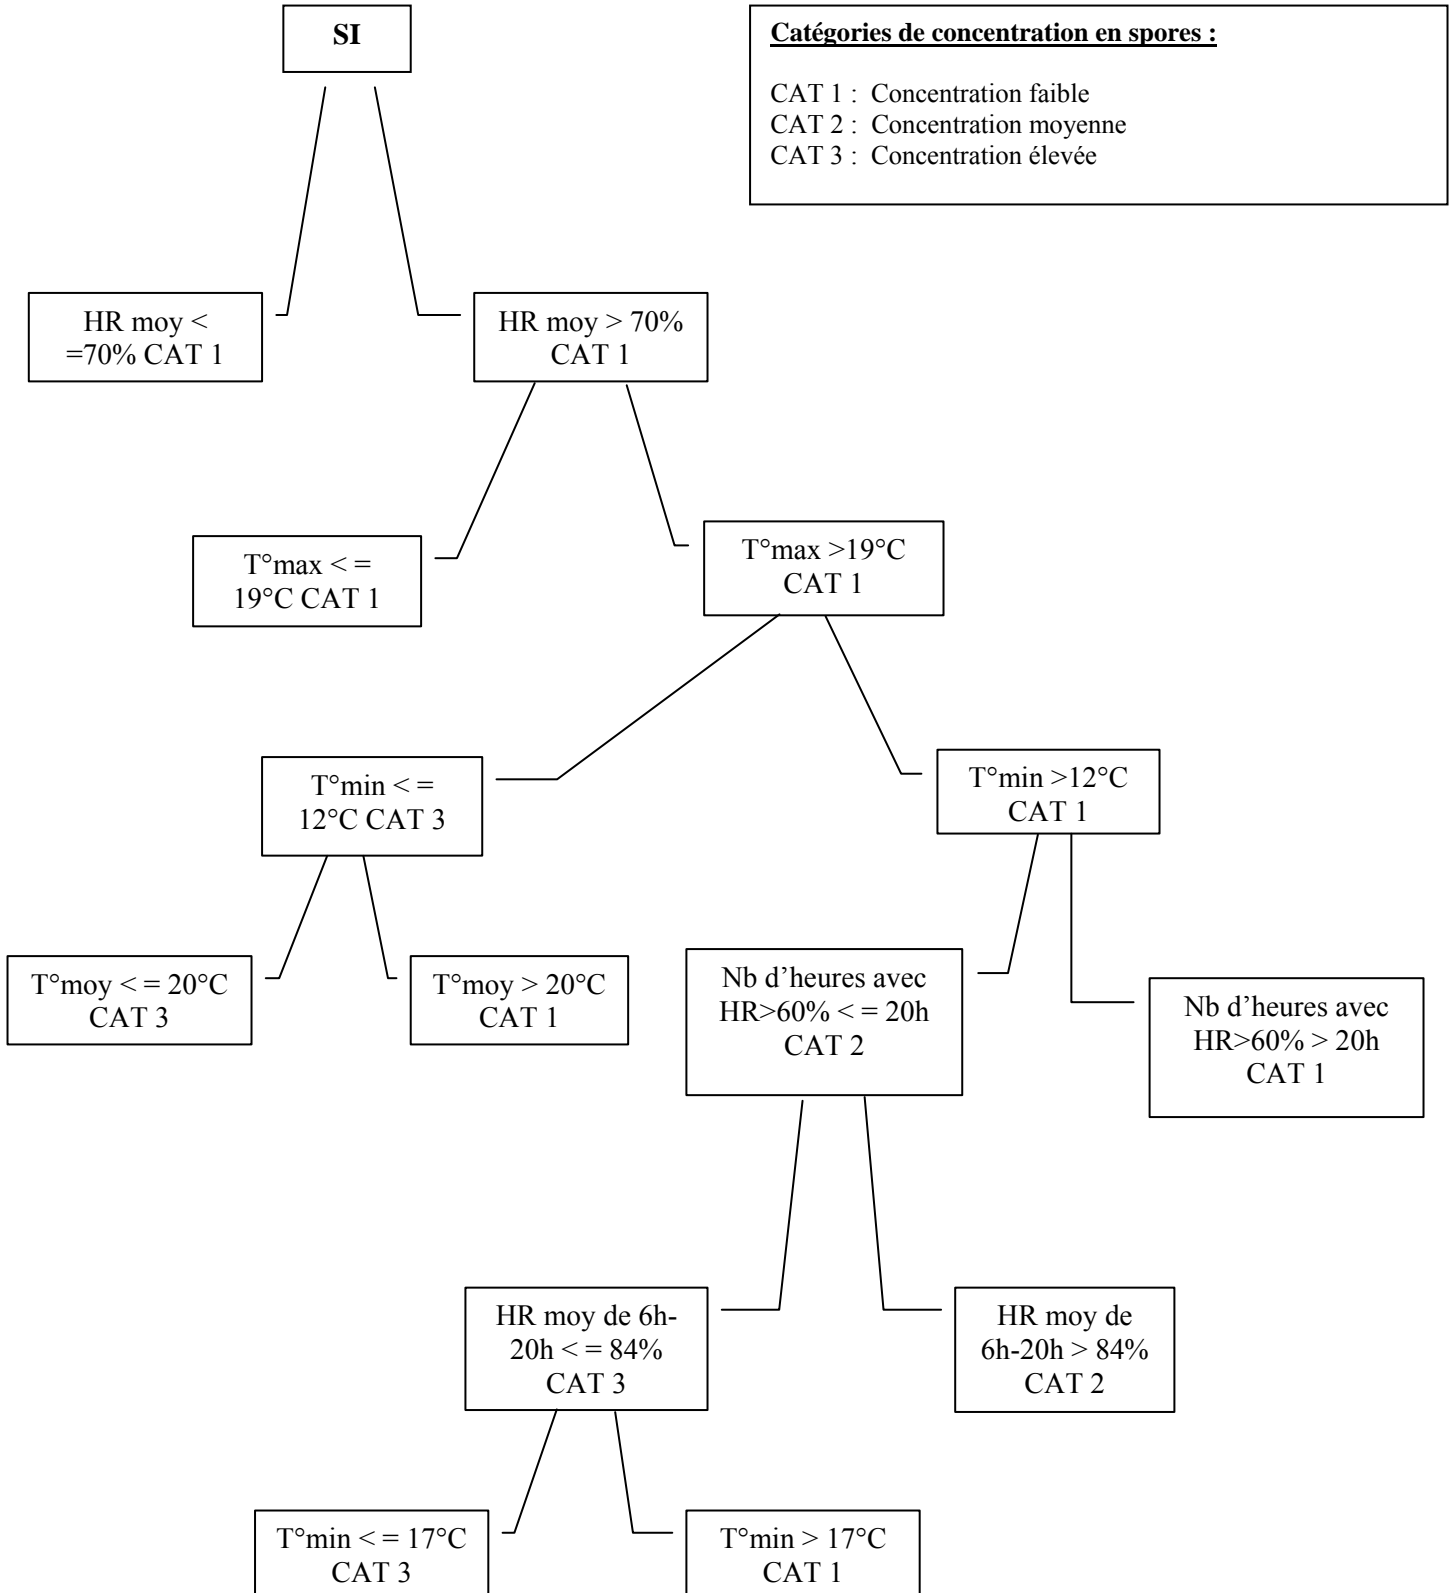 SI
Catégories de concentration en spores :
CAT 1 : Concentration faible
CAT 2 : Concentration moyenne
CAT 3 : Concentration élevée
HR moy <
=70% CAT 1
HR moy > 70%
CAT 1
T°max < =
19°C CAT 1
T°max >19°C
CAT 1
T°min < =
12°C CAT 3
T°min >12°C
CAT 1
T°moy < = 20°C
CAT 3
T°moy > 20°C
CAT 1
Nb d’heures avec
HR>60% < = 20h
CAT 2
Nb d’heures avec
HR>60% > 20h
CAT 1
HR moy de 6h-
20h < = 84%
CAT 3
HR moy de
6h-20h > 84%
CAT 2
T°min < = 17°C
CAT 3
T°min > 17°C
CAT 1